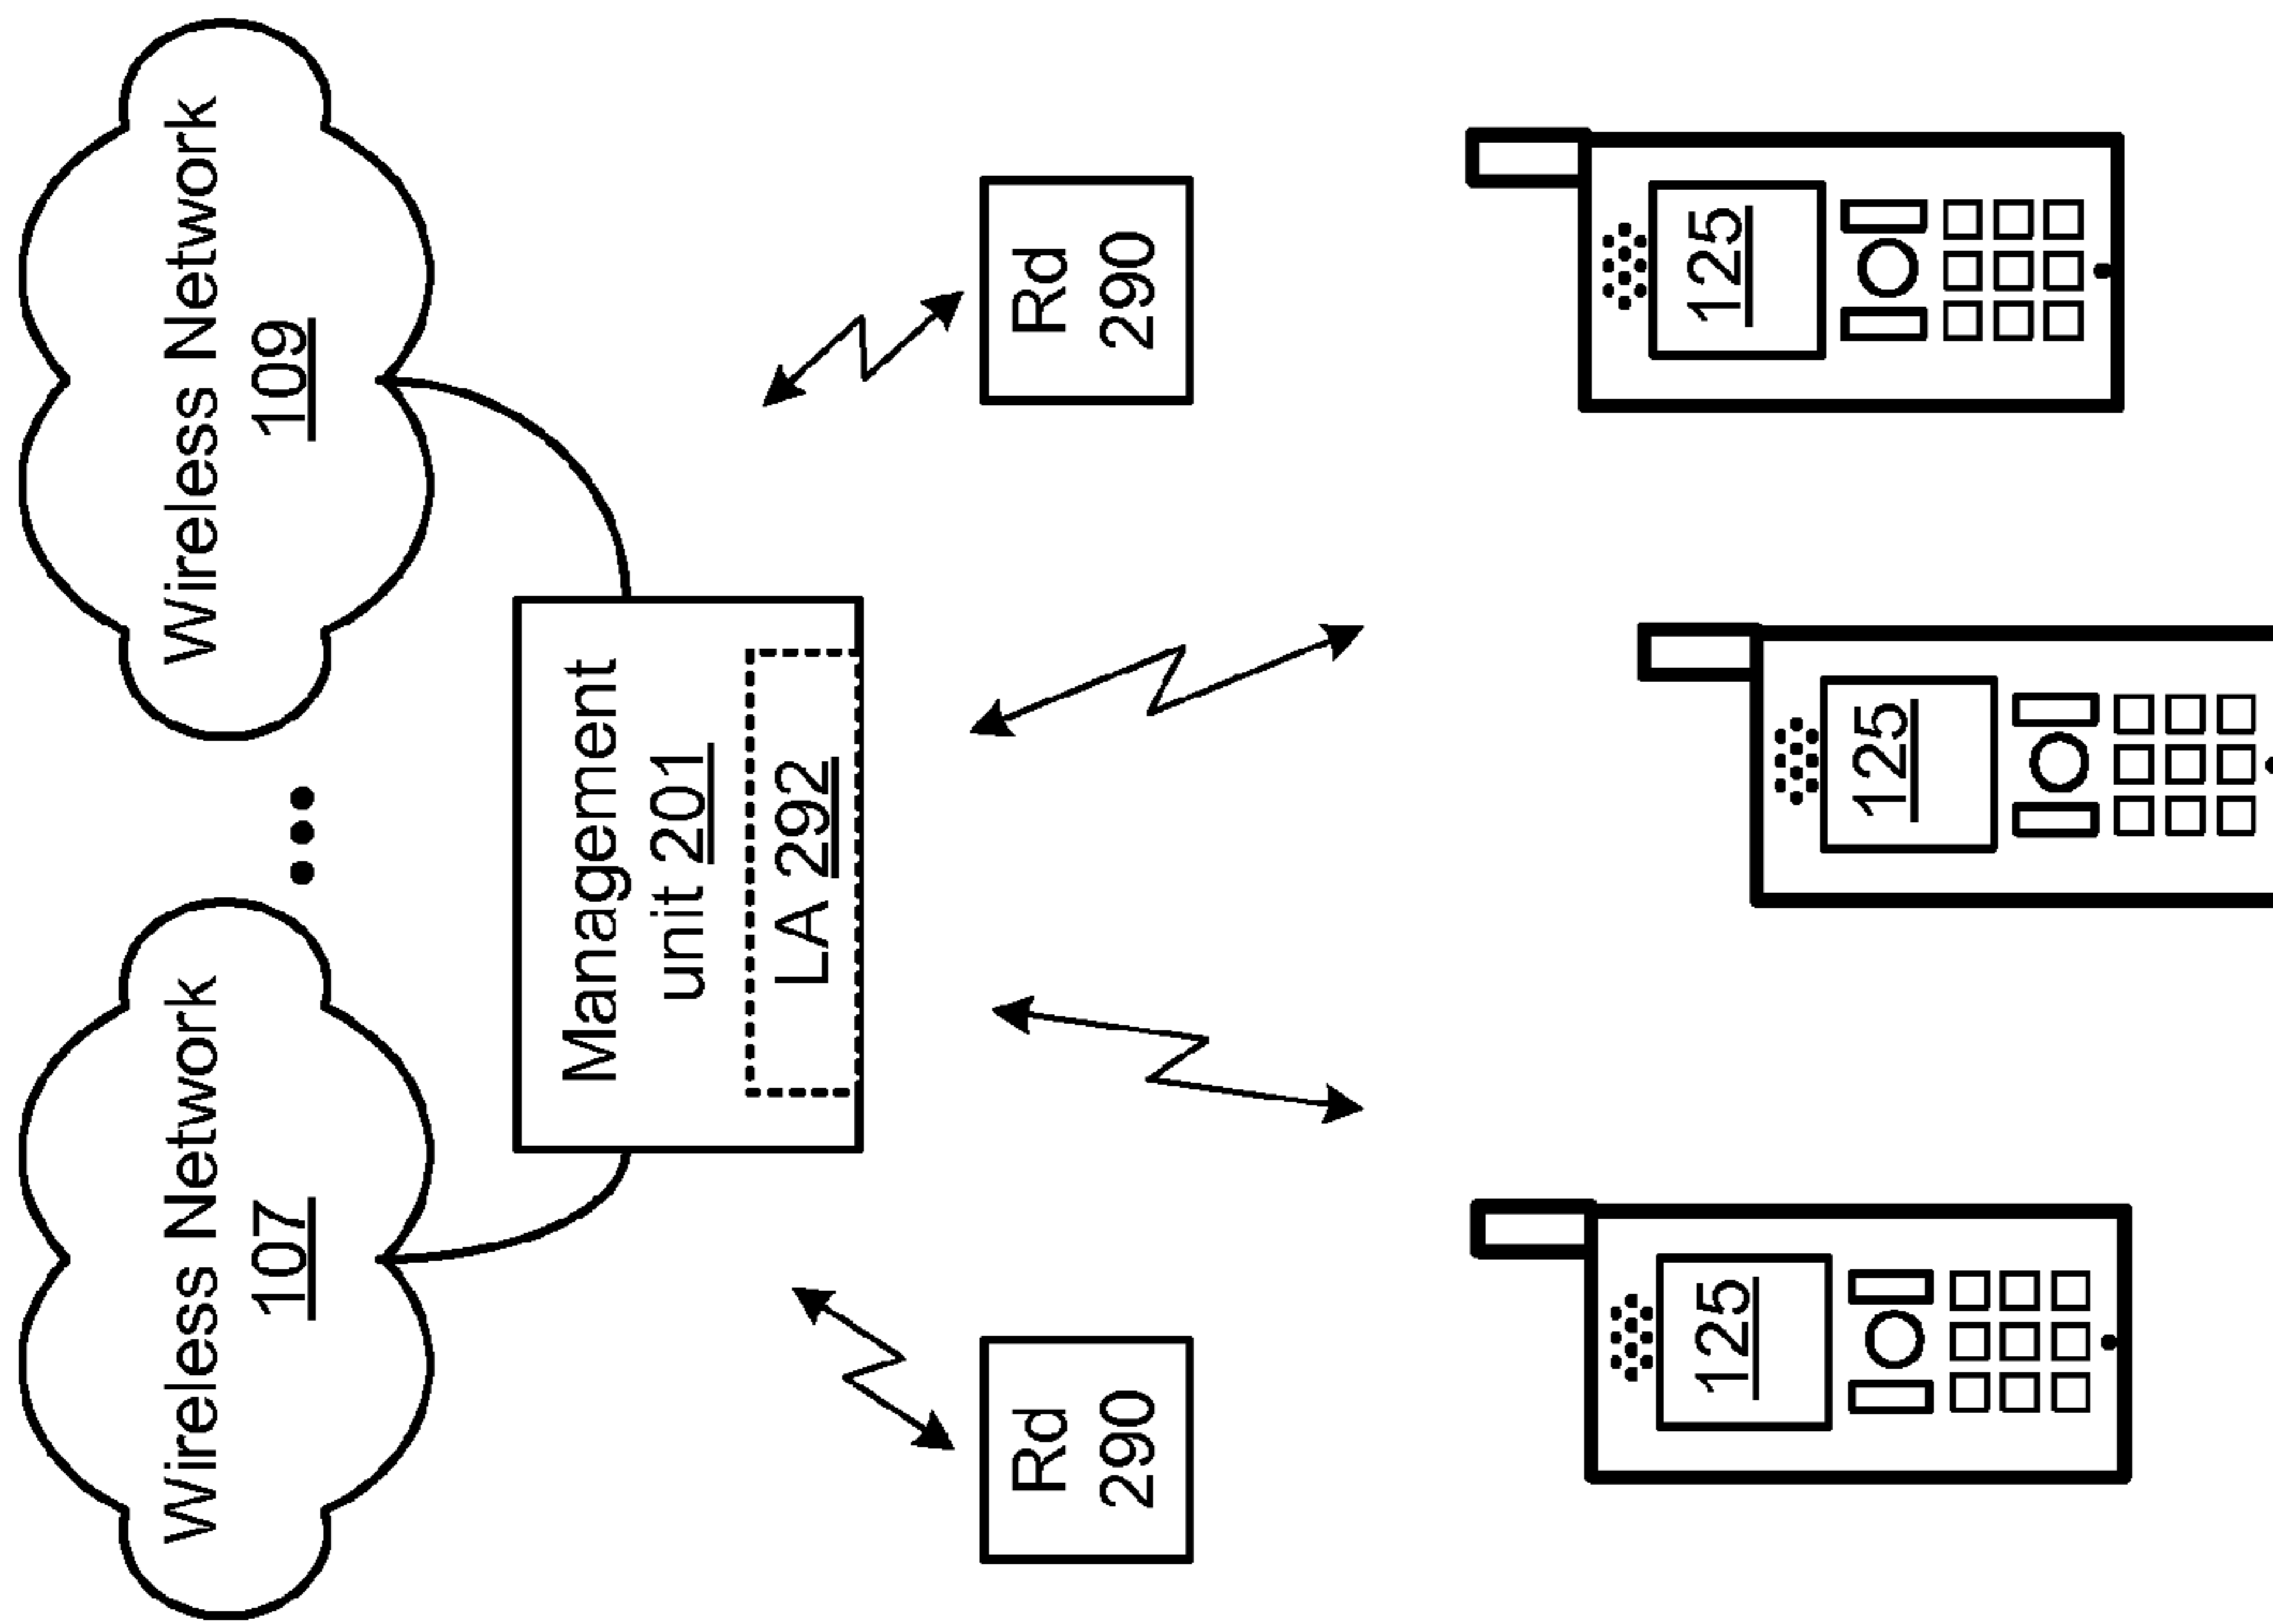 Wireless Network
107
Wireless Network
109
Management
unit 201
LA 292
Rd
290
Rd
290
125
125
125